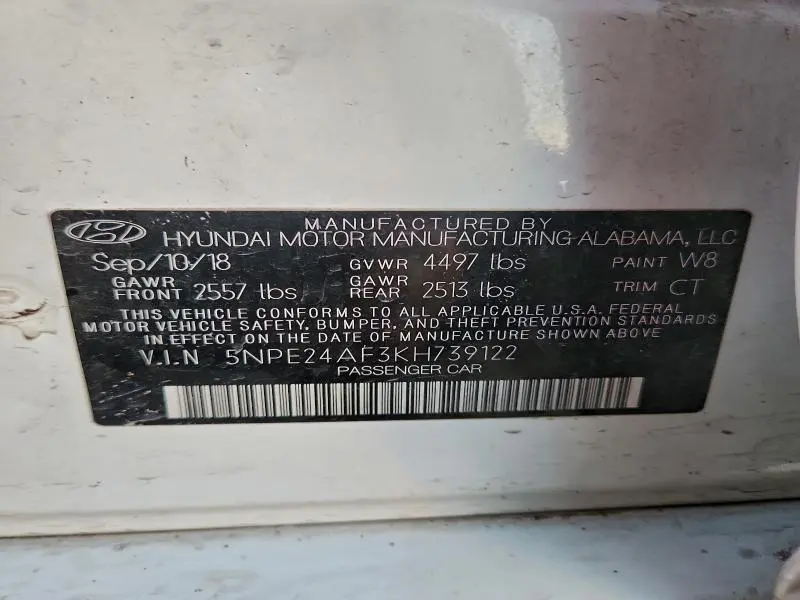 MANUFACTURED BY
HYUNDAI MOTOR MANUFACTURING ALABAMA, LLC
Sep/10/18 GVWR 4497 lbs PAINT W8
GAWR FRONT 2557 lbs GAWR REAR 2513 lbs TRIM CT
THIS VEHICLE CONFORMS TO ALL APPLICABLE U.S.A. FEDERAL
MOTOR VEHICLE SAFETY, BUMPER, AND THEFT PREVENTION STANDARDS
IN EFFECT ON THE DATE OF MANUFACTURE SHOWN ABOVE.
V.I.N 5NPE24AF3KH739122
PASSENGER CAR